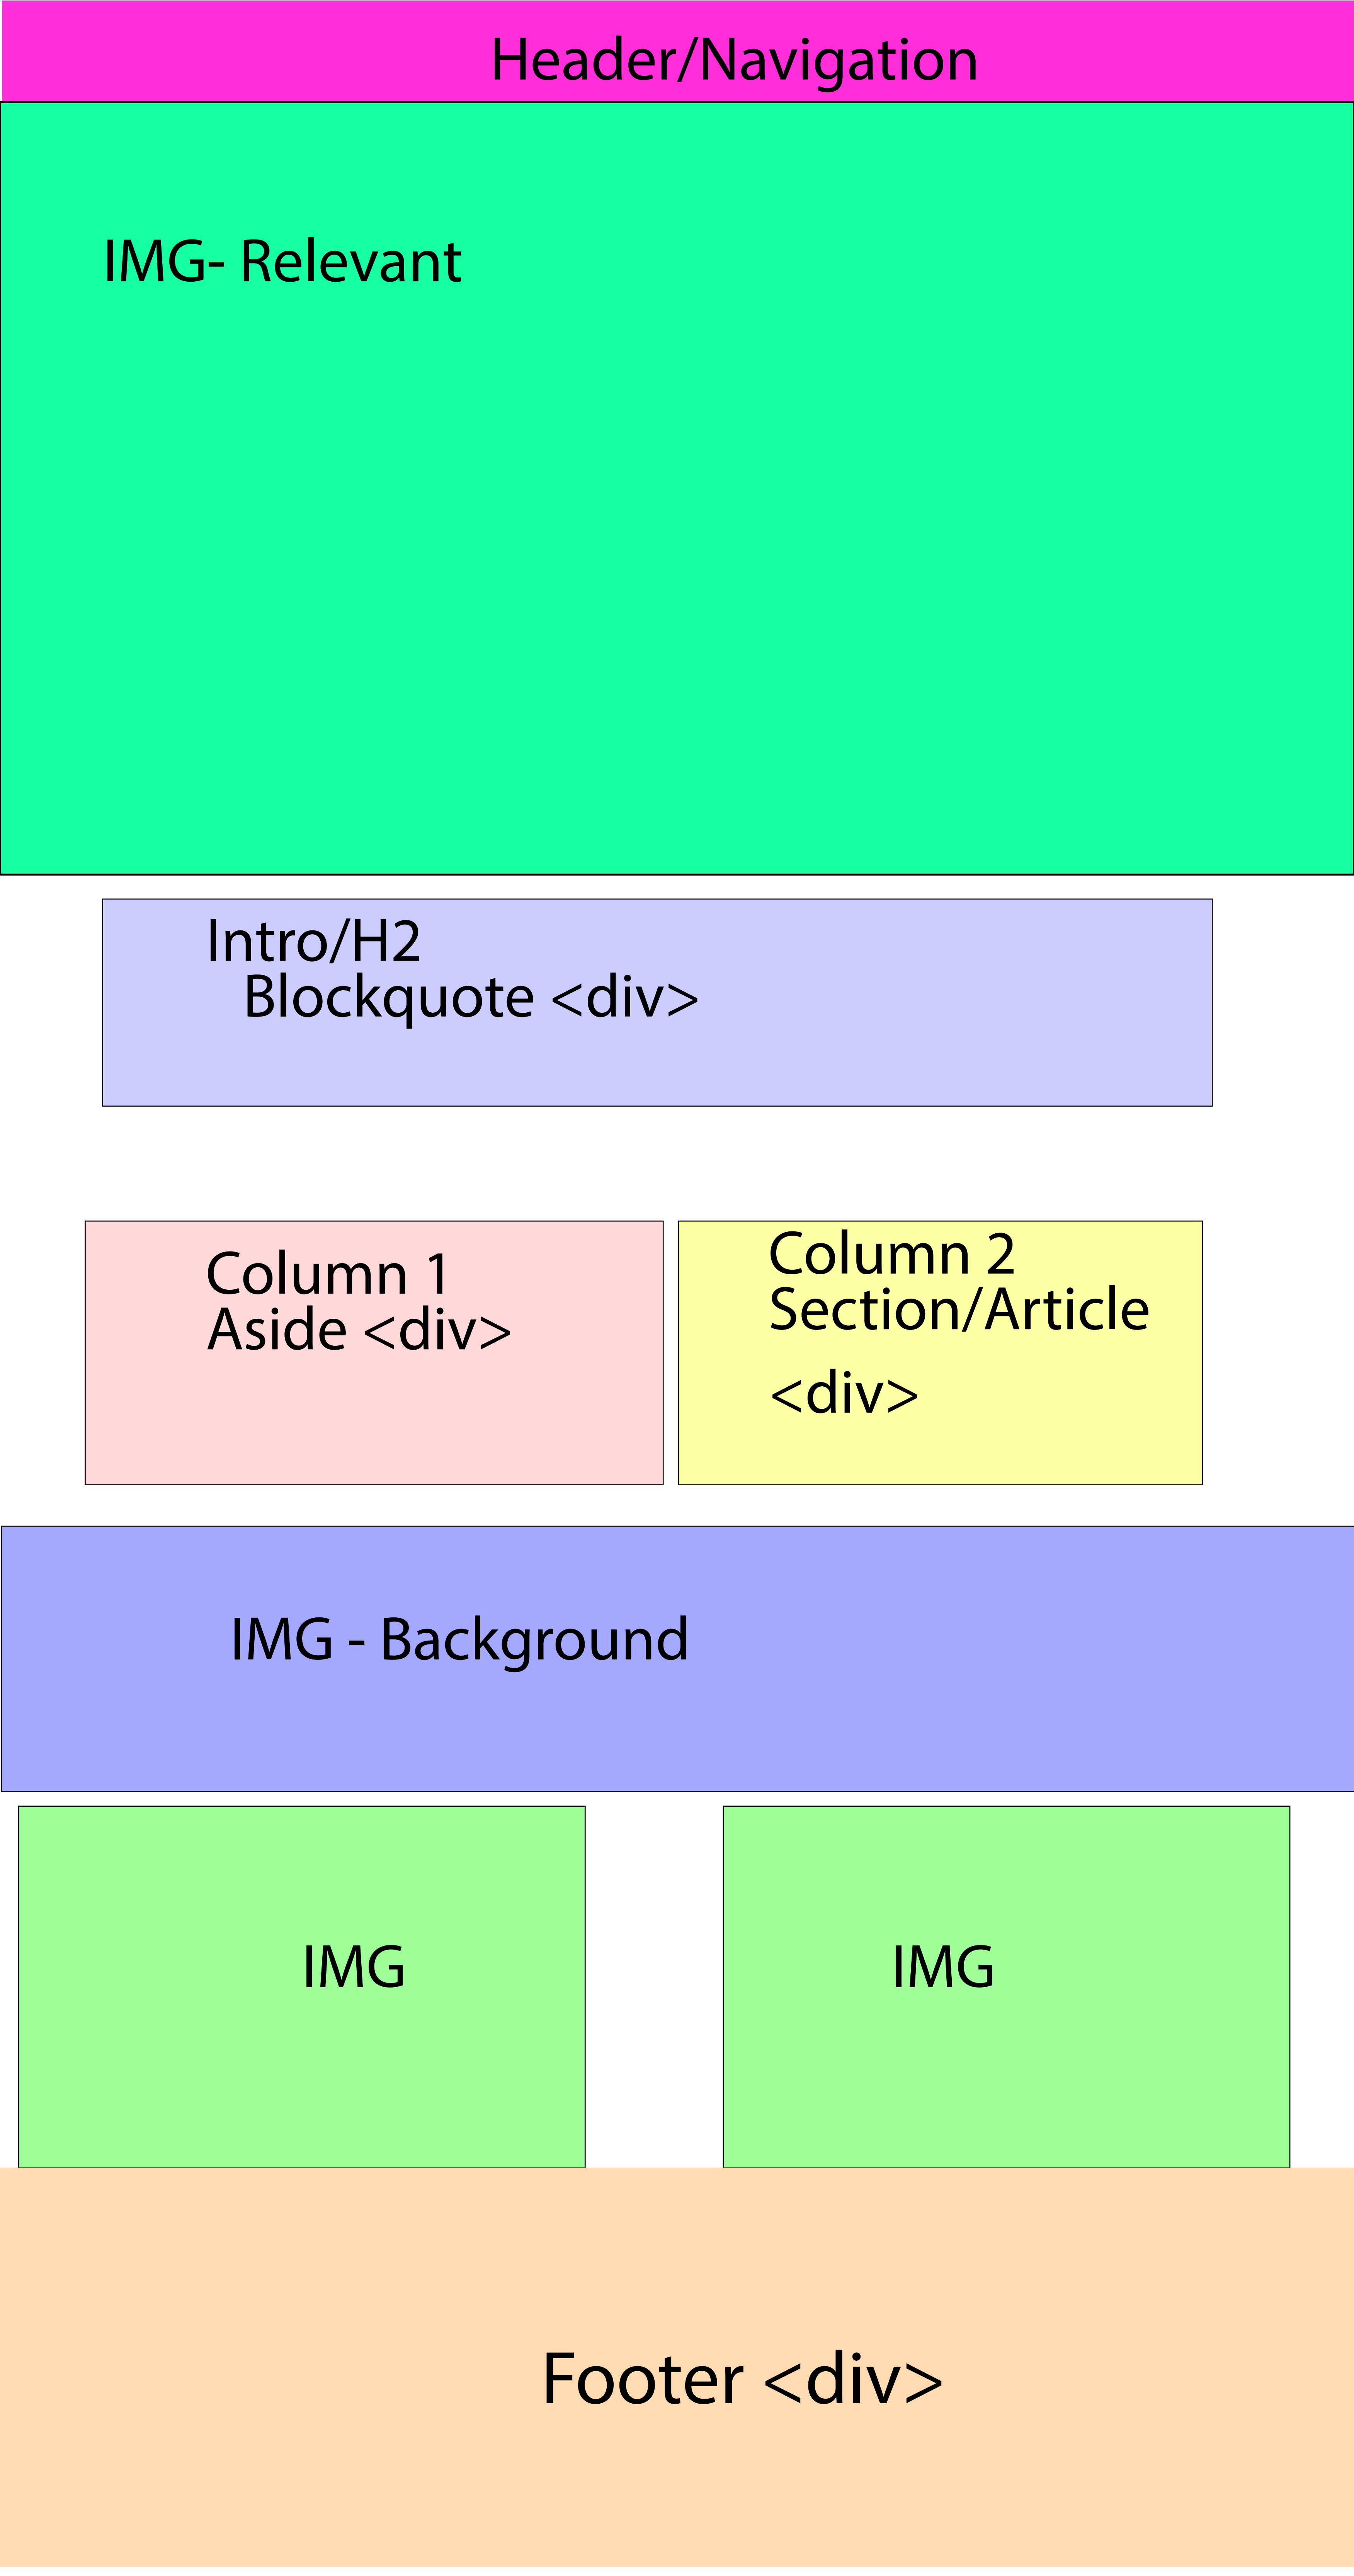 Header/Navigation
IMG- Relevant
Intro/H2
Blockquote <div>
Column 1
Aside <div>
Column 2
Section/Article
<div>
IMG - Background
IMG
IMG
Footer <div>